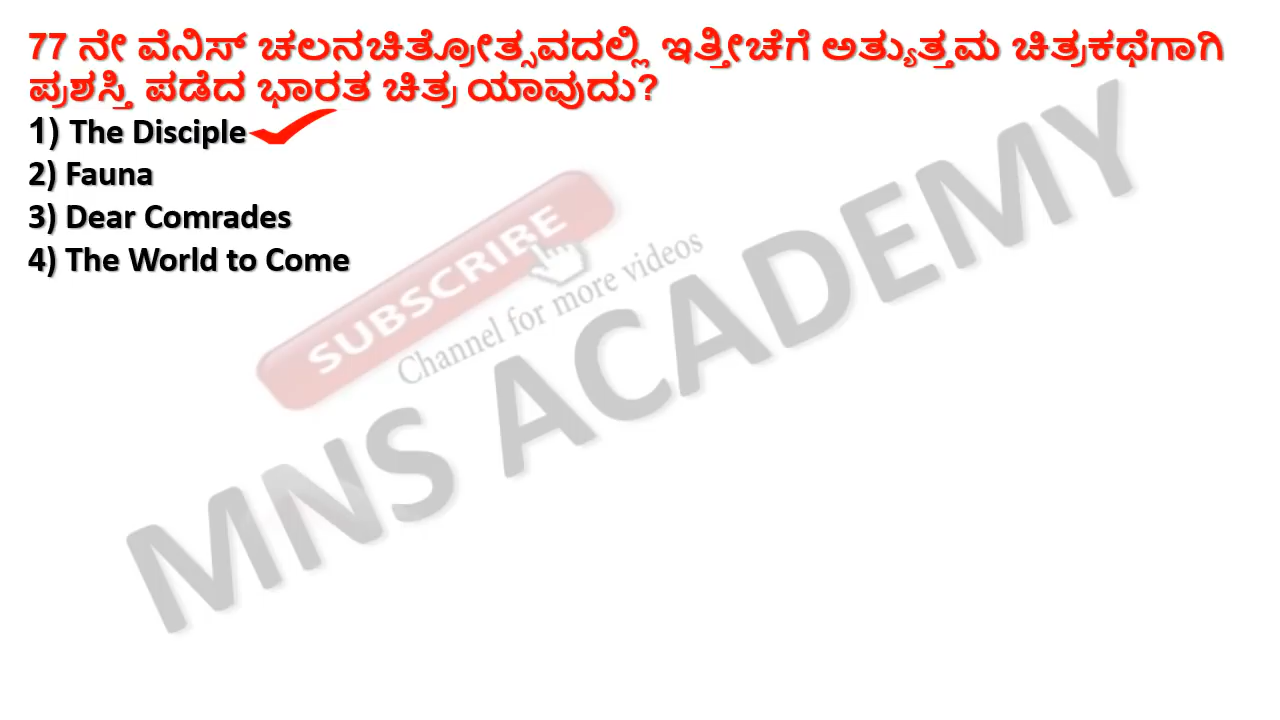 77 ನೇ ವೆನಿಸ್ ಚಲನಚಿತ್ರೋತ್ಸವದಲ್ಲಿ ಇತ್ತೀಚೆಗೆ ಅತ್ಯುತ್ತಮ ಚಿತ್ರಕಥೆಗಾಗಿ
ಪ್ರಶಸ್ತಿ ಪಡೆದ ಭಾರತ ಚಿತ್ರ ಯಾವುದು?
1) The Disciple
2) Fauna
3) Dear Comrades
4) The World to Come
SUBSCRIBE
Channel for more videos
MNS ACADEMY